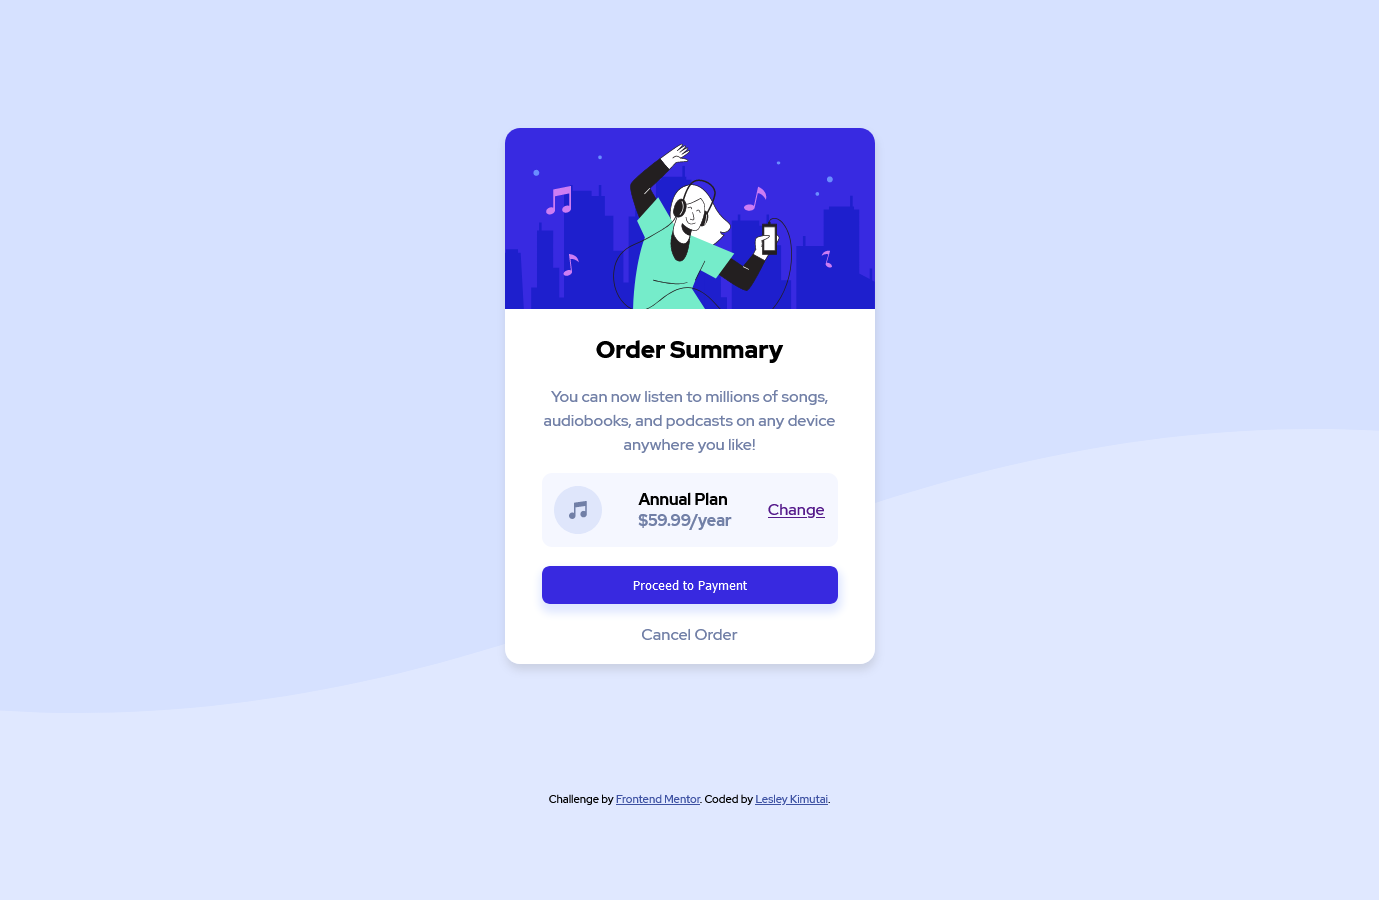 Order Summary
You can now listen to millions of songs,
audiobooks, and podcasts on any device
anywhere you like!
Annual Plan
$59.99/year
Change
Proceed to Payment
Cancel Order
Challenge by Frontend Mentor. Coded by Lesley Kimutai.